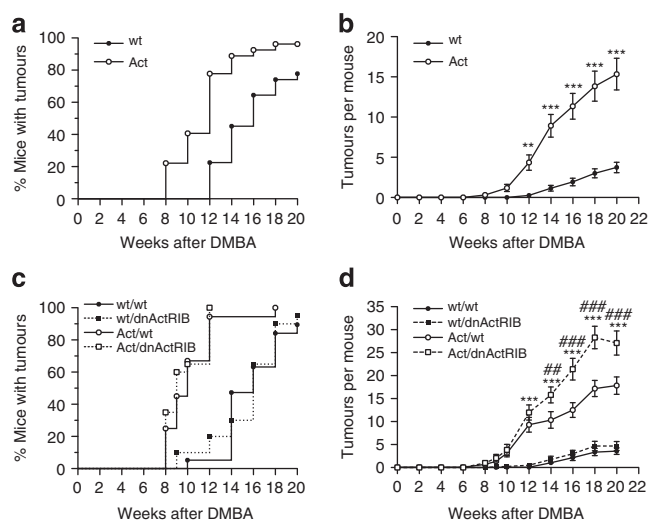 a
wt
Act
% Mice with tumours
100
80
60
40
20
0
0 2 4 6 8 10 12 14 16 18 20
Weeks after DMBA
b
wt
Act
Tumours per mouse
20
15
10
5
0
** *** *** *** ***
0 2 4 6 8 10 12 14 16 18 20 22
Weeks after DMBA
c
wt/wt
wt/dnActRIB
Act/wt
Act/dnActRIB
% Mice with tumours
100
80
60
40
20
0
0 2 4 6 8 10 12 14 16 18 20
Weeks after DMBA
d
wt/wt
wt/dnActRIB
Act/wt
Act/dnActRIB
Tumours per mouse
35
30
25
20
15
10
5
0
## ### ### ###
*** *** *** *** ***
0 2 4 6 8 10 12 14 16 18 20 22
Weeks after DMBA